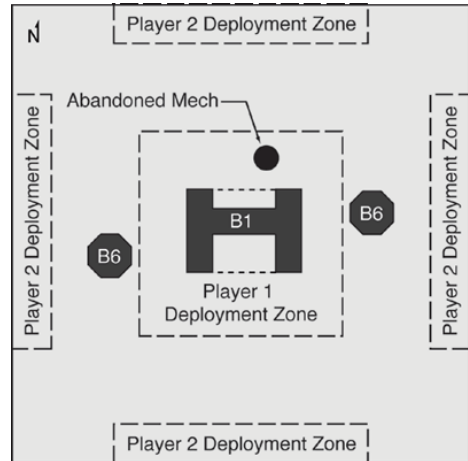 Player 2 Deployment Zone
N
Abandoned Mech
Player 2 Deployment Zone
Player 2 Deployment Zone
B1
B6
B6
Player 1
Deployment Zone
Player 2 Deployment Zone